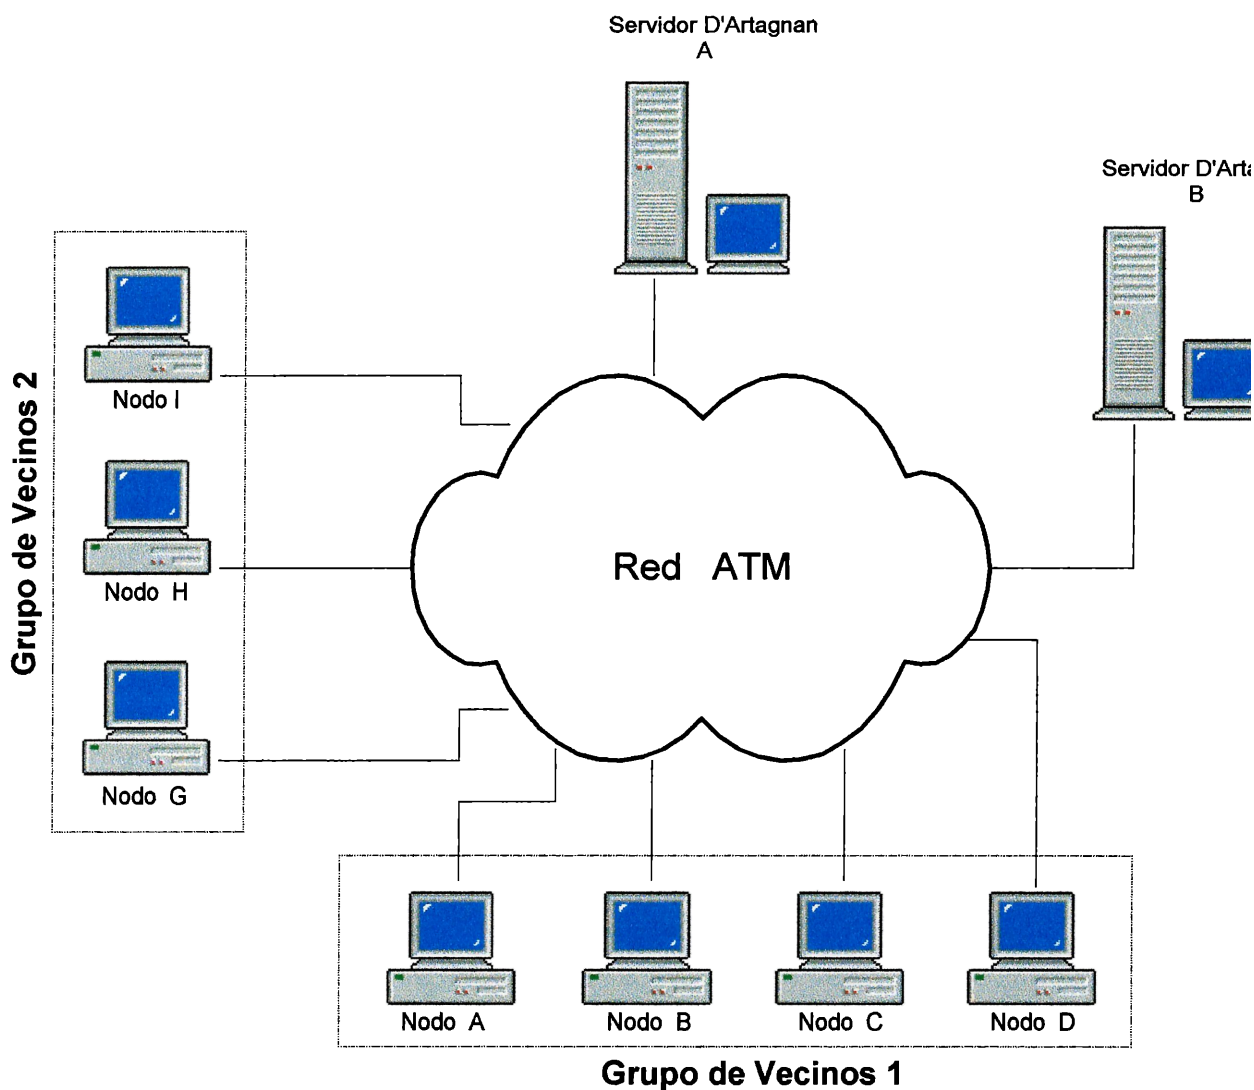 Servidor D'Artagnan
A
Servidor D'Arta
B
Grupo de Vecinos 2
Nodo I
Nodo H
Nodo G
Red ATM
Nodo A
Nodo B
Nodo C
Nodo D
Grupo de Vecinos 1